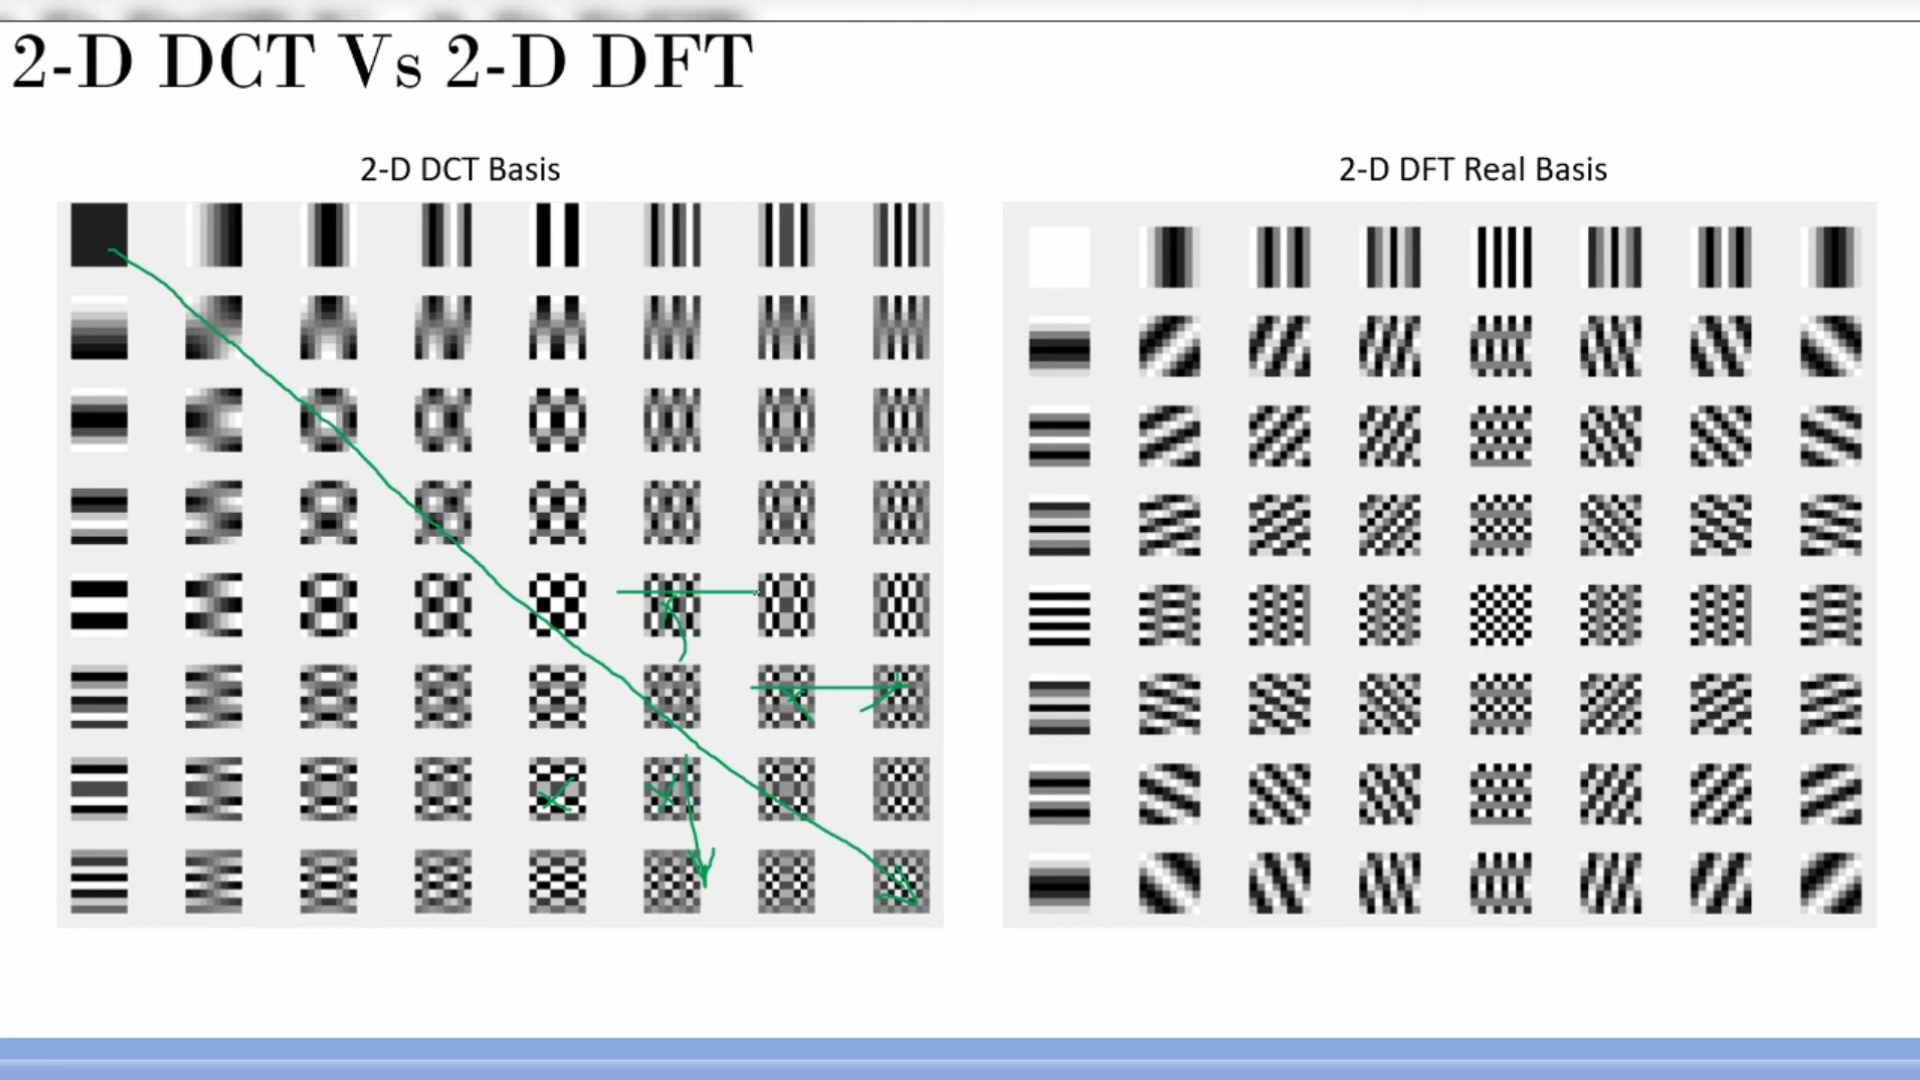 2-D DCT Vs 2-D DFT
2-D DCT Basis
2-D DFT Real Basis